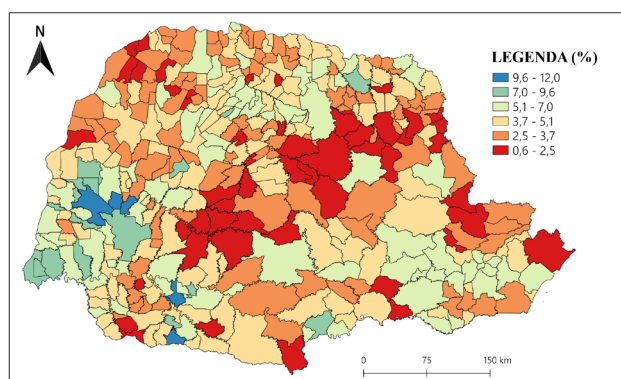 N
LEGENDA (%)
9,6 - 12,0
7,0 - 9,6
5,1 - 7,0
3,7 - 5,1
2,5 - 3,7
0,6 - 2,5
0 75 150 km